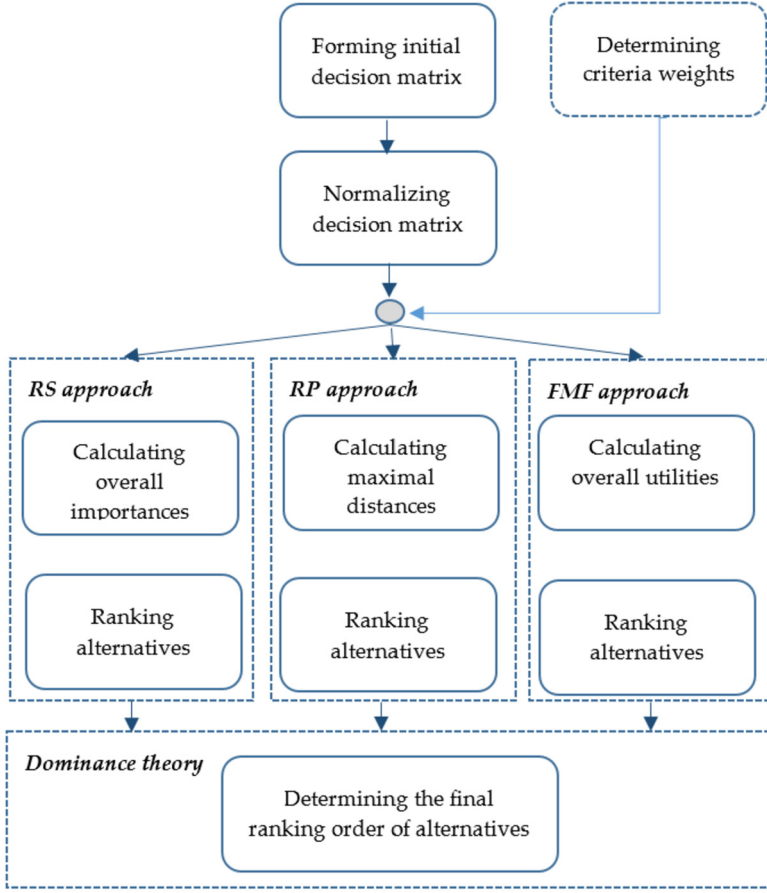 Forming initial
decision matrix
Determining
criteria weights
Normalizing
decision matrix
RS approach
Calculating
overall
importances
Ranking
alternatives
RP approach
Calculating
maximal
distances
Ranking
alternatives
FMF approach
Calculating
overall utilities
Ranking
alternatives
Dominance theory
Determining the final
ranking order of alternatives